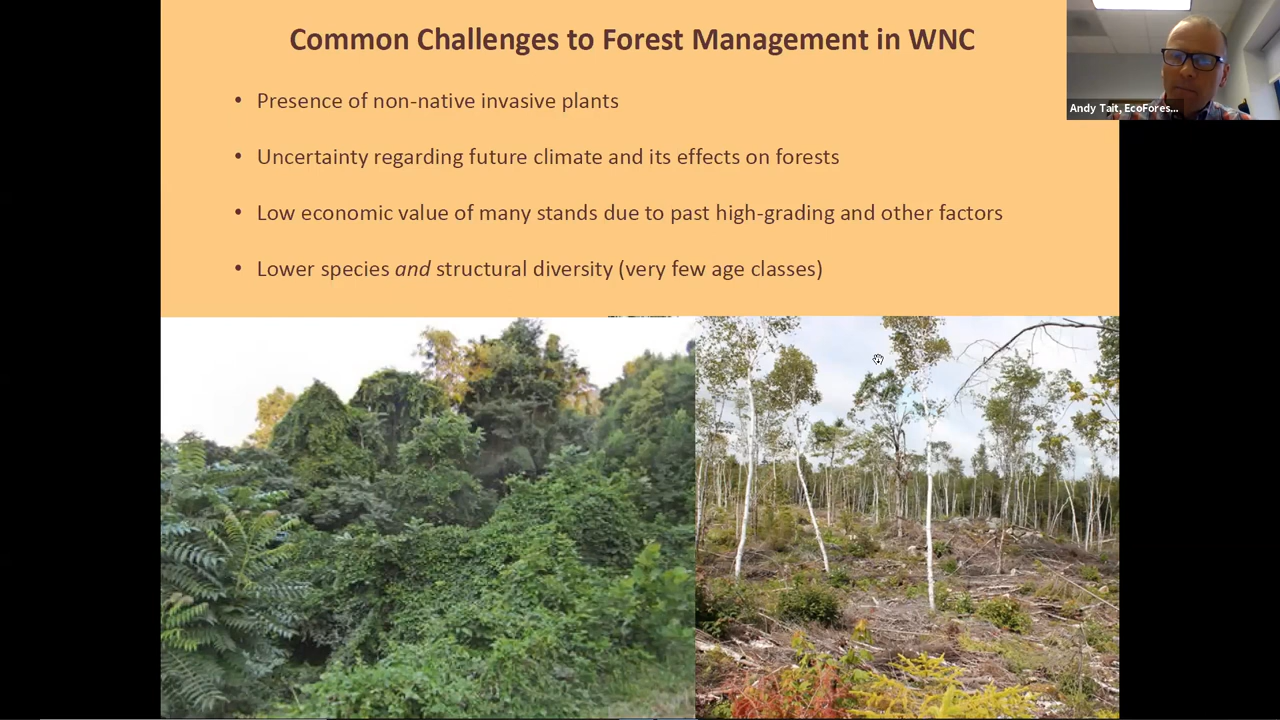 Common Challenges to Forest Management in WNC
Andy Tait, EcoFores...
• Presence of non-native invasive plants
• Uncertainty regarding future climate and its effects on forests
• Low economic value of many stands due to past high-grading and other factors
• Lower species and structural diversity (very few age classes)